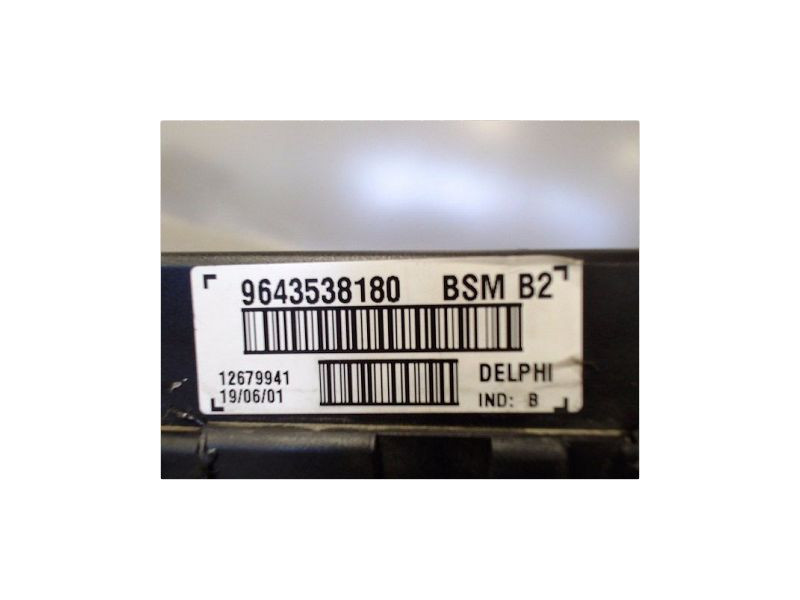 9643538180 BSM B2
12679941 DELPHI
19/06/01 IND: B